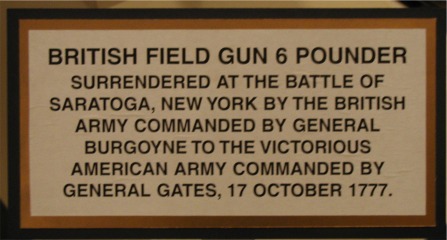 BRITISH FIELD GUN 6 POUNDER
SURRENDERED AT THE BATTLE OF
SARATOGA, NEW YORK BY THE BRITISH
ARMY COMMANDED BY GENERAL
BURGOYNE TO THE VICTORIOUS
AMERICAN ARMY COMMANDED BY
GENERAL GATES, 17 OCTOBER 1777.